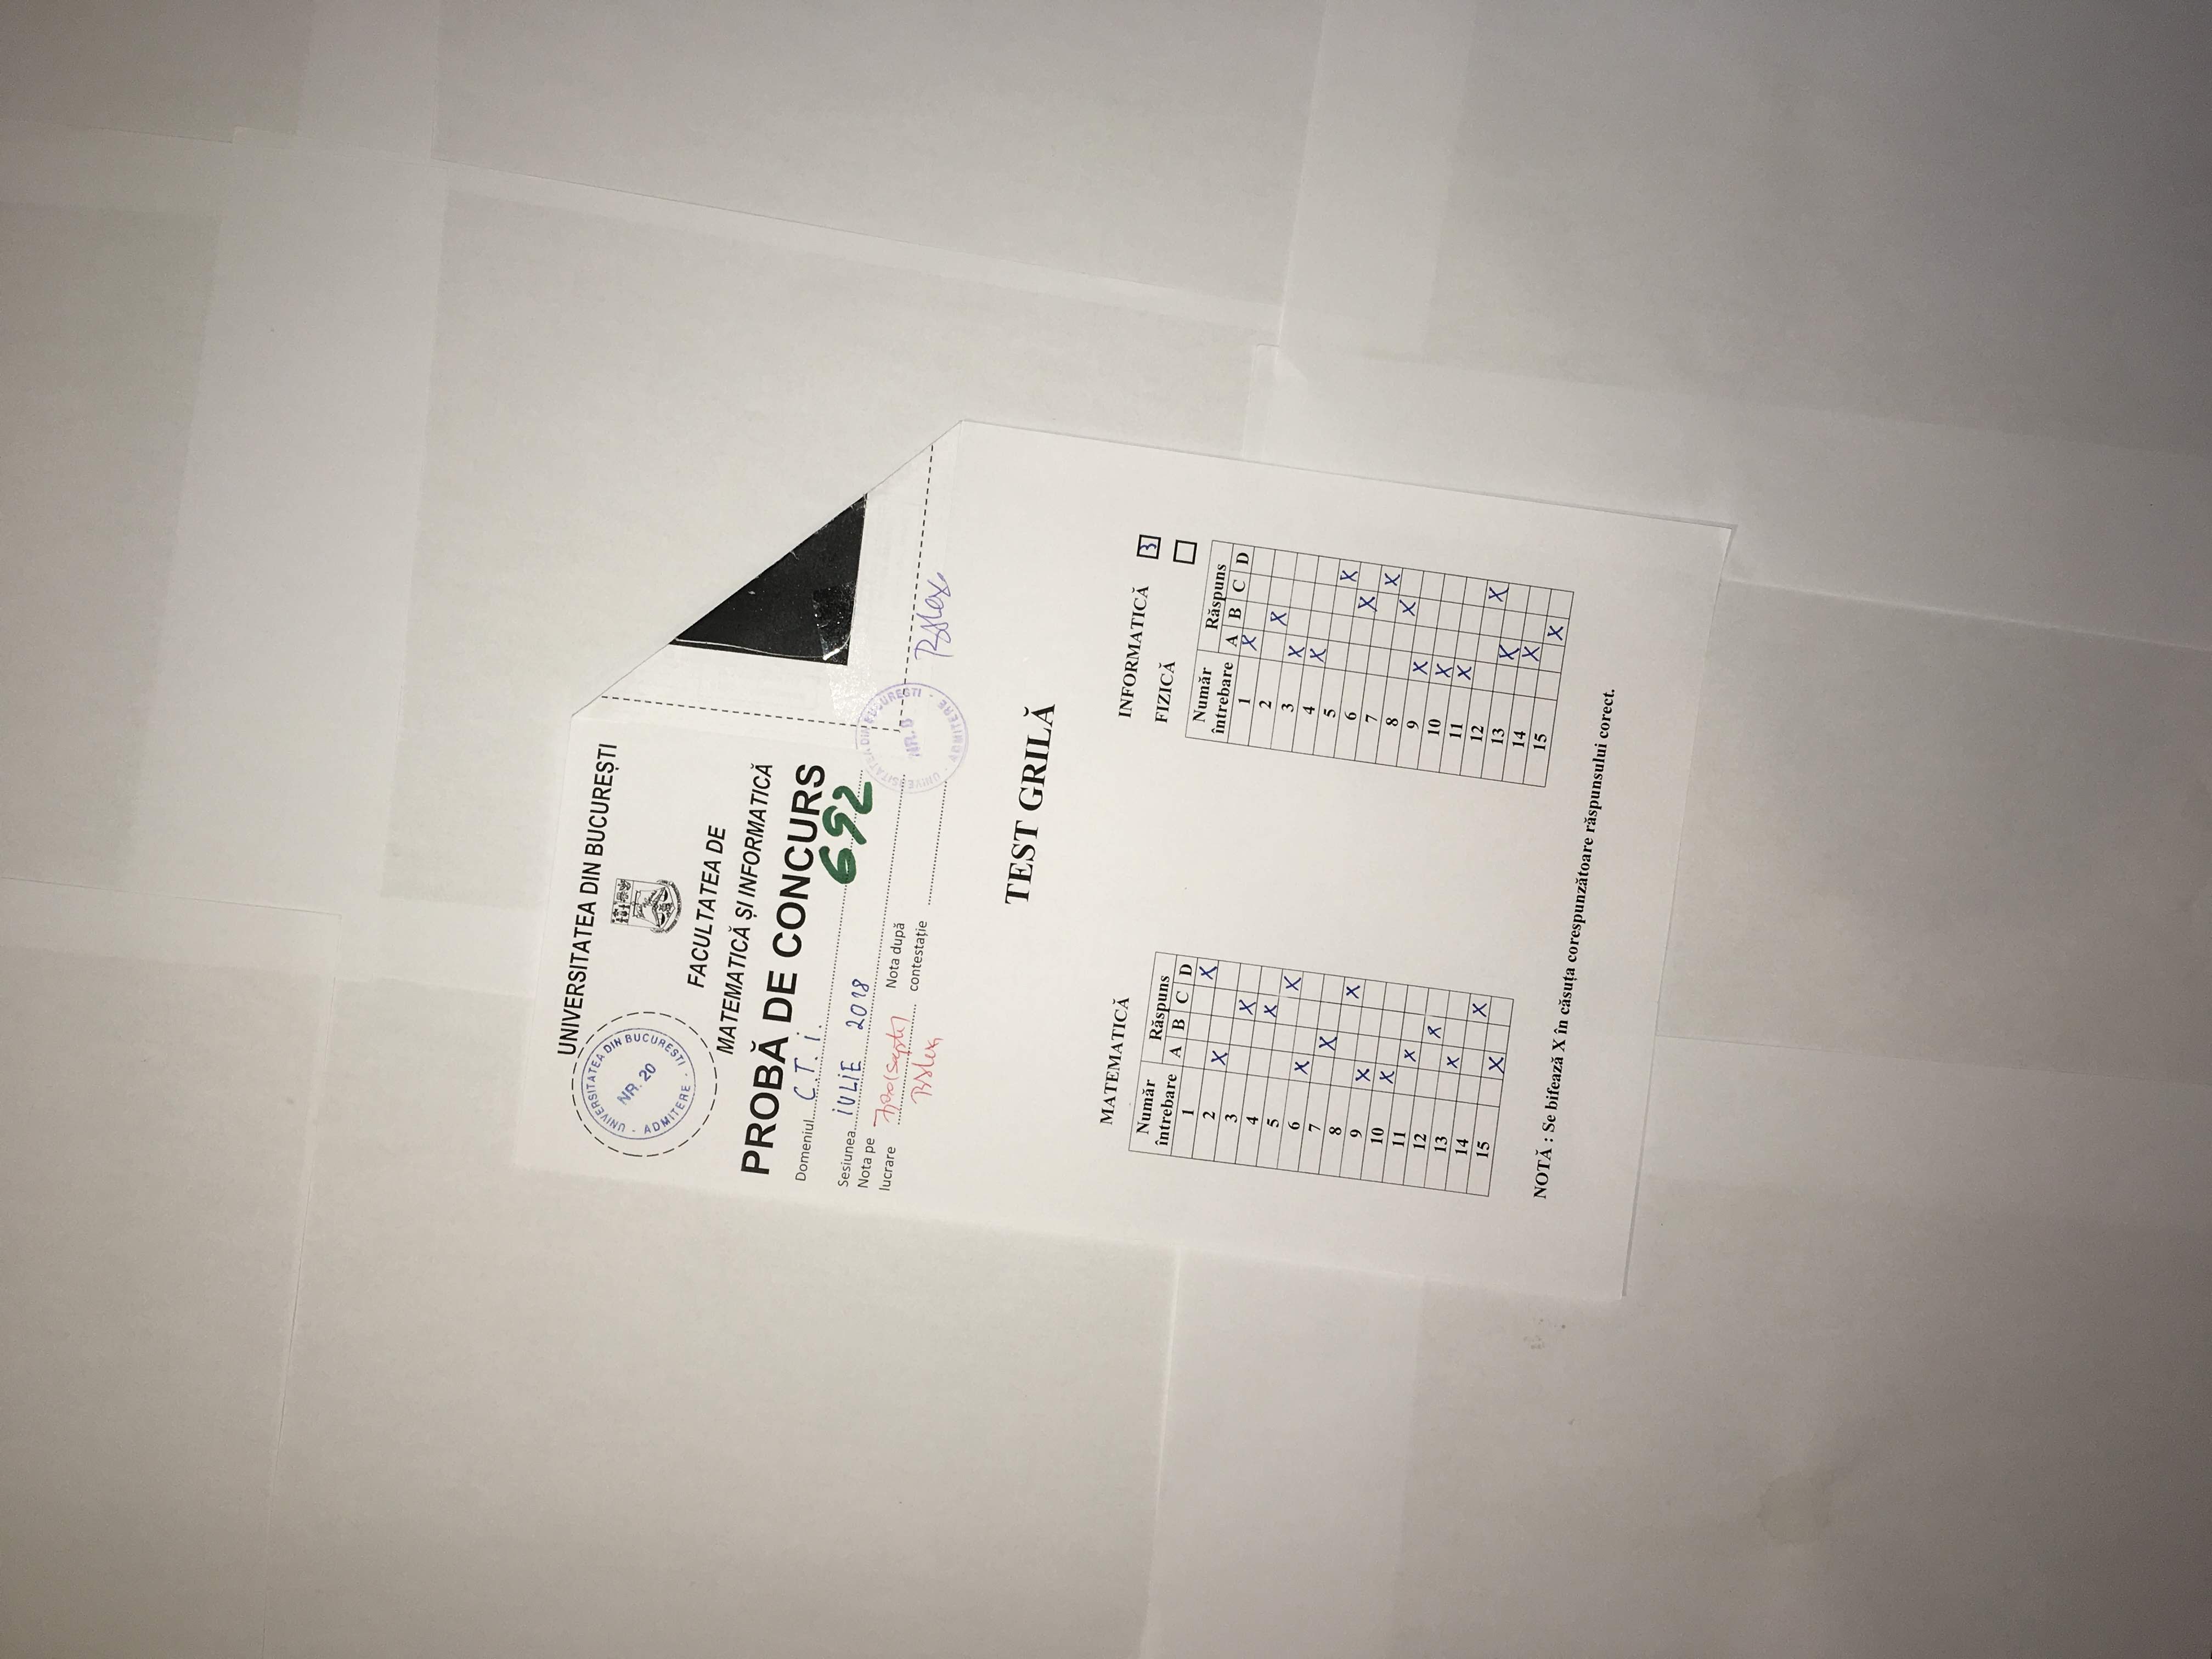 UNIVERSITATEA DIN BUCUREȘTI
UNIVERSITATEA DIN BUCUREȘTI
NR. 20
- ADMITERE -
FACULTATEA DE
MATEMATICĂ ȘI INFORMATICĂ
PROBĂ DE CONCURS
Domeniul C.T.i.
692
Sesiunea IULIE 2018
Nota pe lucrare 7,00 (șapte)
Nota după contestație
UNIVERSITATEA DIN BUCUREȘTI
NR. 6
- ADMITERE -
TEST GRILĂ
MATEMATICĂ
Număr întrebare Răspuns
A B C D
1 X
2 X
3 X
4 X
5 X
6 X
7 X
8 X
9 X
10 X
11 X
12 X
13 X
14 X
15 X
INFORMATICĂ 3
FIZICĂ
Număr întrebare Răspuns
A B C D
1 X
2 X
3 X
4 X
5 X
6 X
7 X
8 X
9 X
10 X
11 X
12 X
13 X
14 X
15 X
NOTĂ : Se bifează X în căsuța corespunzătoare răspunsului corect.